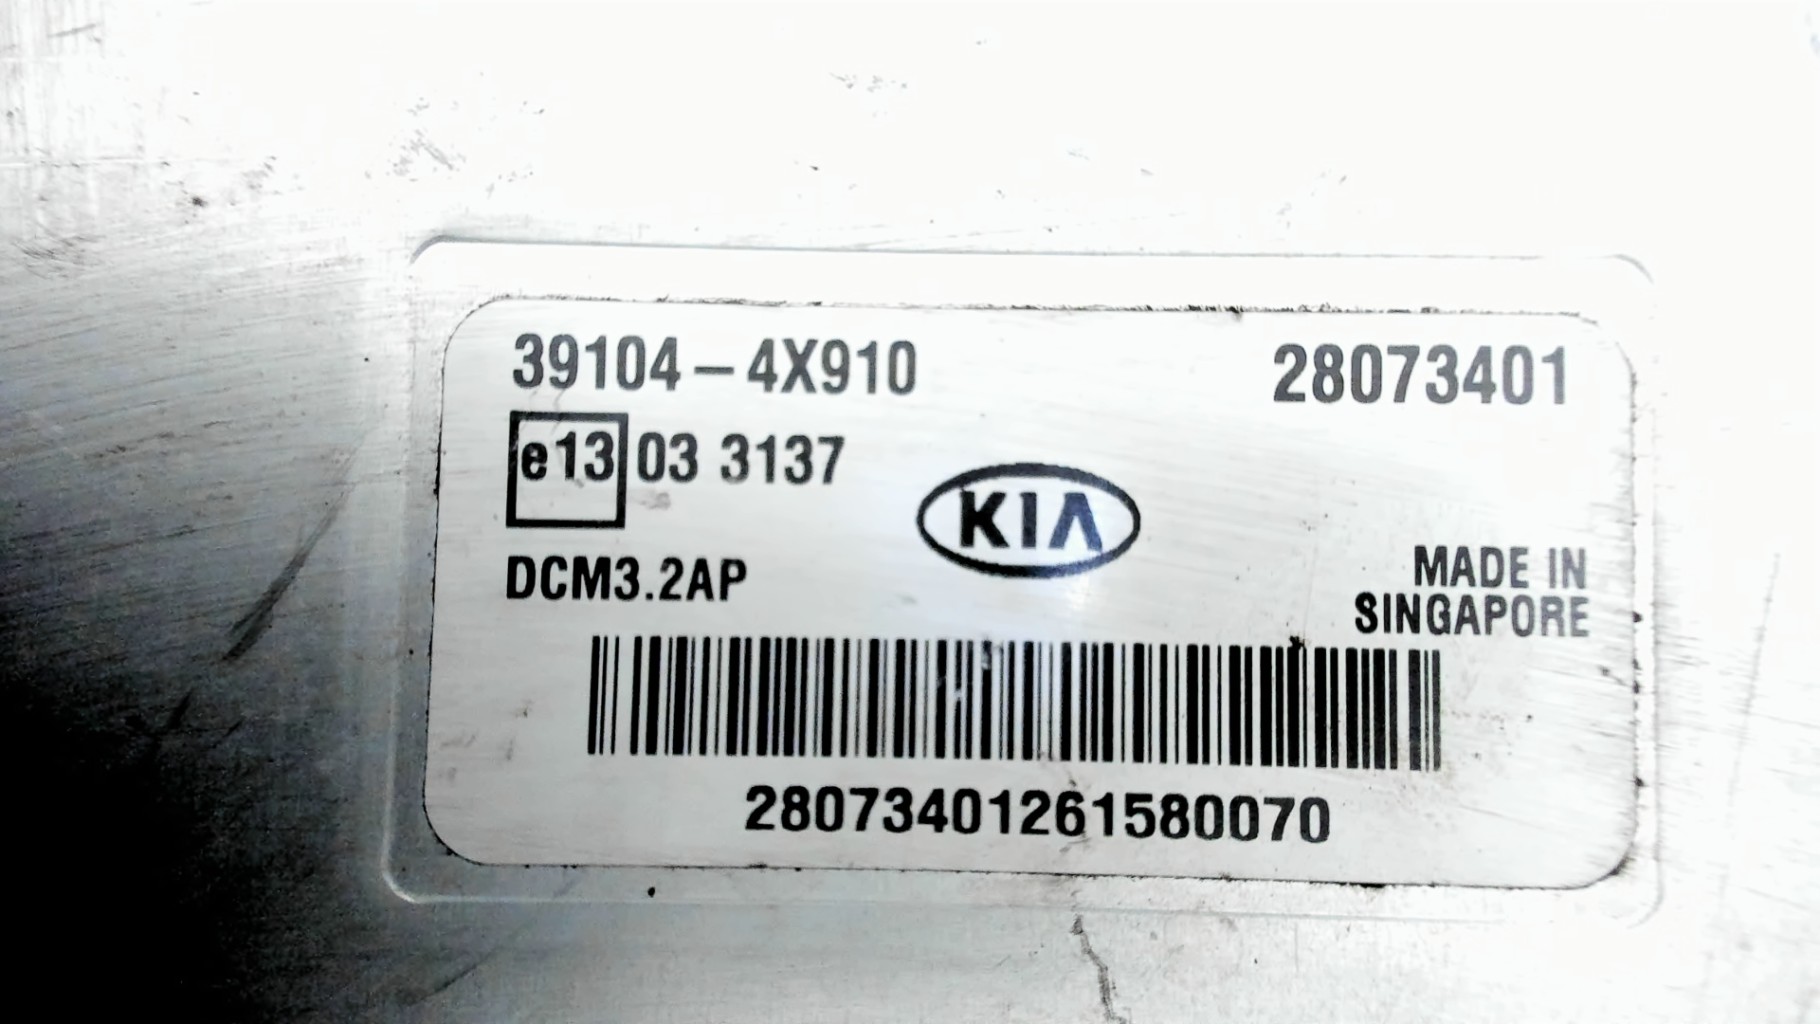 39104-4X910 28073401
e13 03 3137
KIA
DCM3.2AP
MADE IN
SINGAPORE
28073401261580070